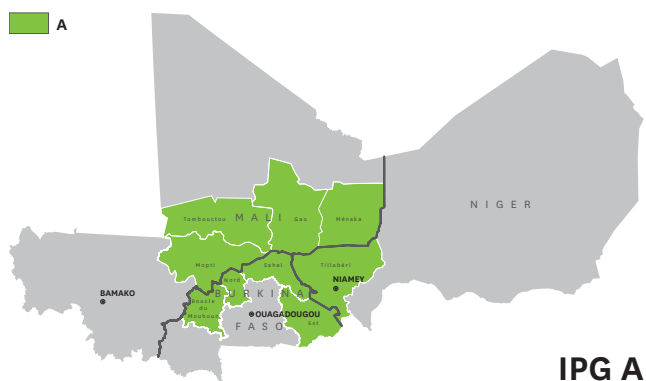 A
NIGER
Tombouctou
MALI
Gao
Ménaka
Mopti
Sahel
Tillabéri
NIAMEY
Nord
BURKINA
BAMAKO
Boucle
du
Mouhoun
OUAGADOUGOU
FASO
Est
IPG A